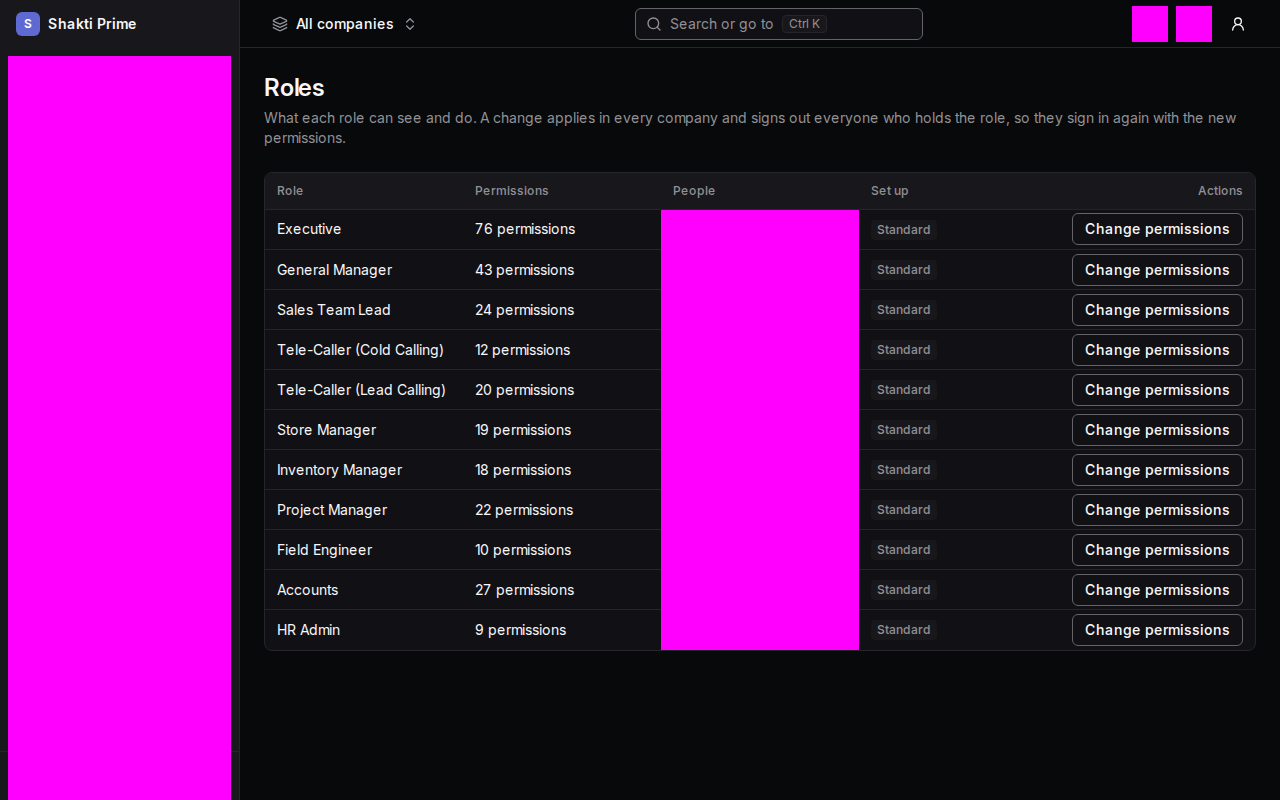 S Shakti Prime
All companies
Search or go to Ctrl K
Roles
What each role can see and do. A change applies in every company and signs out everyone who holds the role, so they sign in again with the new
permissions.
Role Permissions People Set up Actions
Executive 76 permissions Standard Change permissions
General Manager 43 permissions Standard Change permissions
Sales Team Lead 24 permissions Standard Change permissions
Tele-Caller (Cold Calling) 12 permissions Standard Change permissions
Tele-Caller (Lead Calling) 20 permissions Standard Change permissions
Store Manager 19 permissions Standard Change permissions
Inventory Manager 18 permissions Standard Change permissions
Project Manager 22 permissions Standard Change permissions
Field Engineer 10 permissions Standard Change permissions
Accounts 27 permissions Standard Change permissions
HR Admin 9 permissions Standard Change permissions